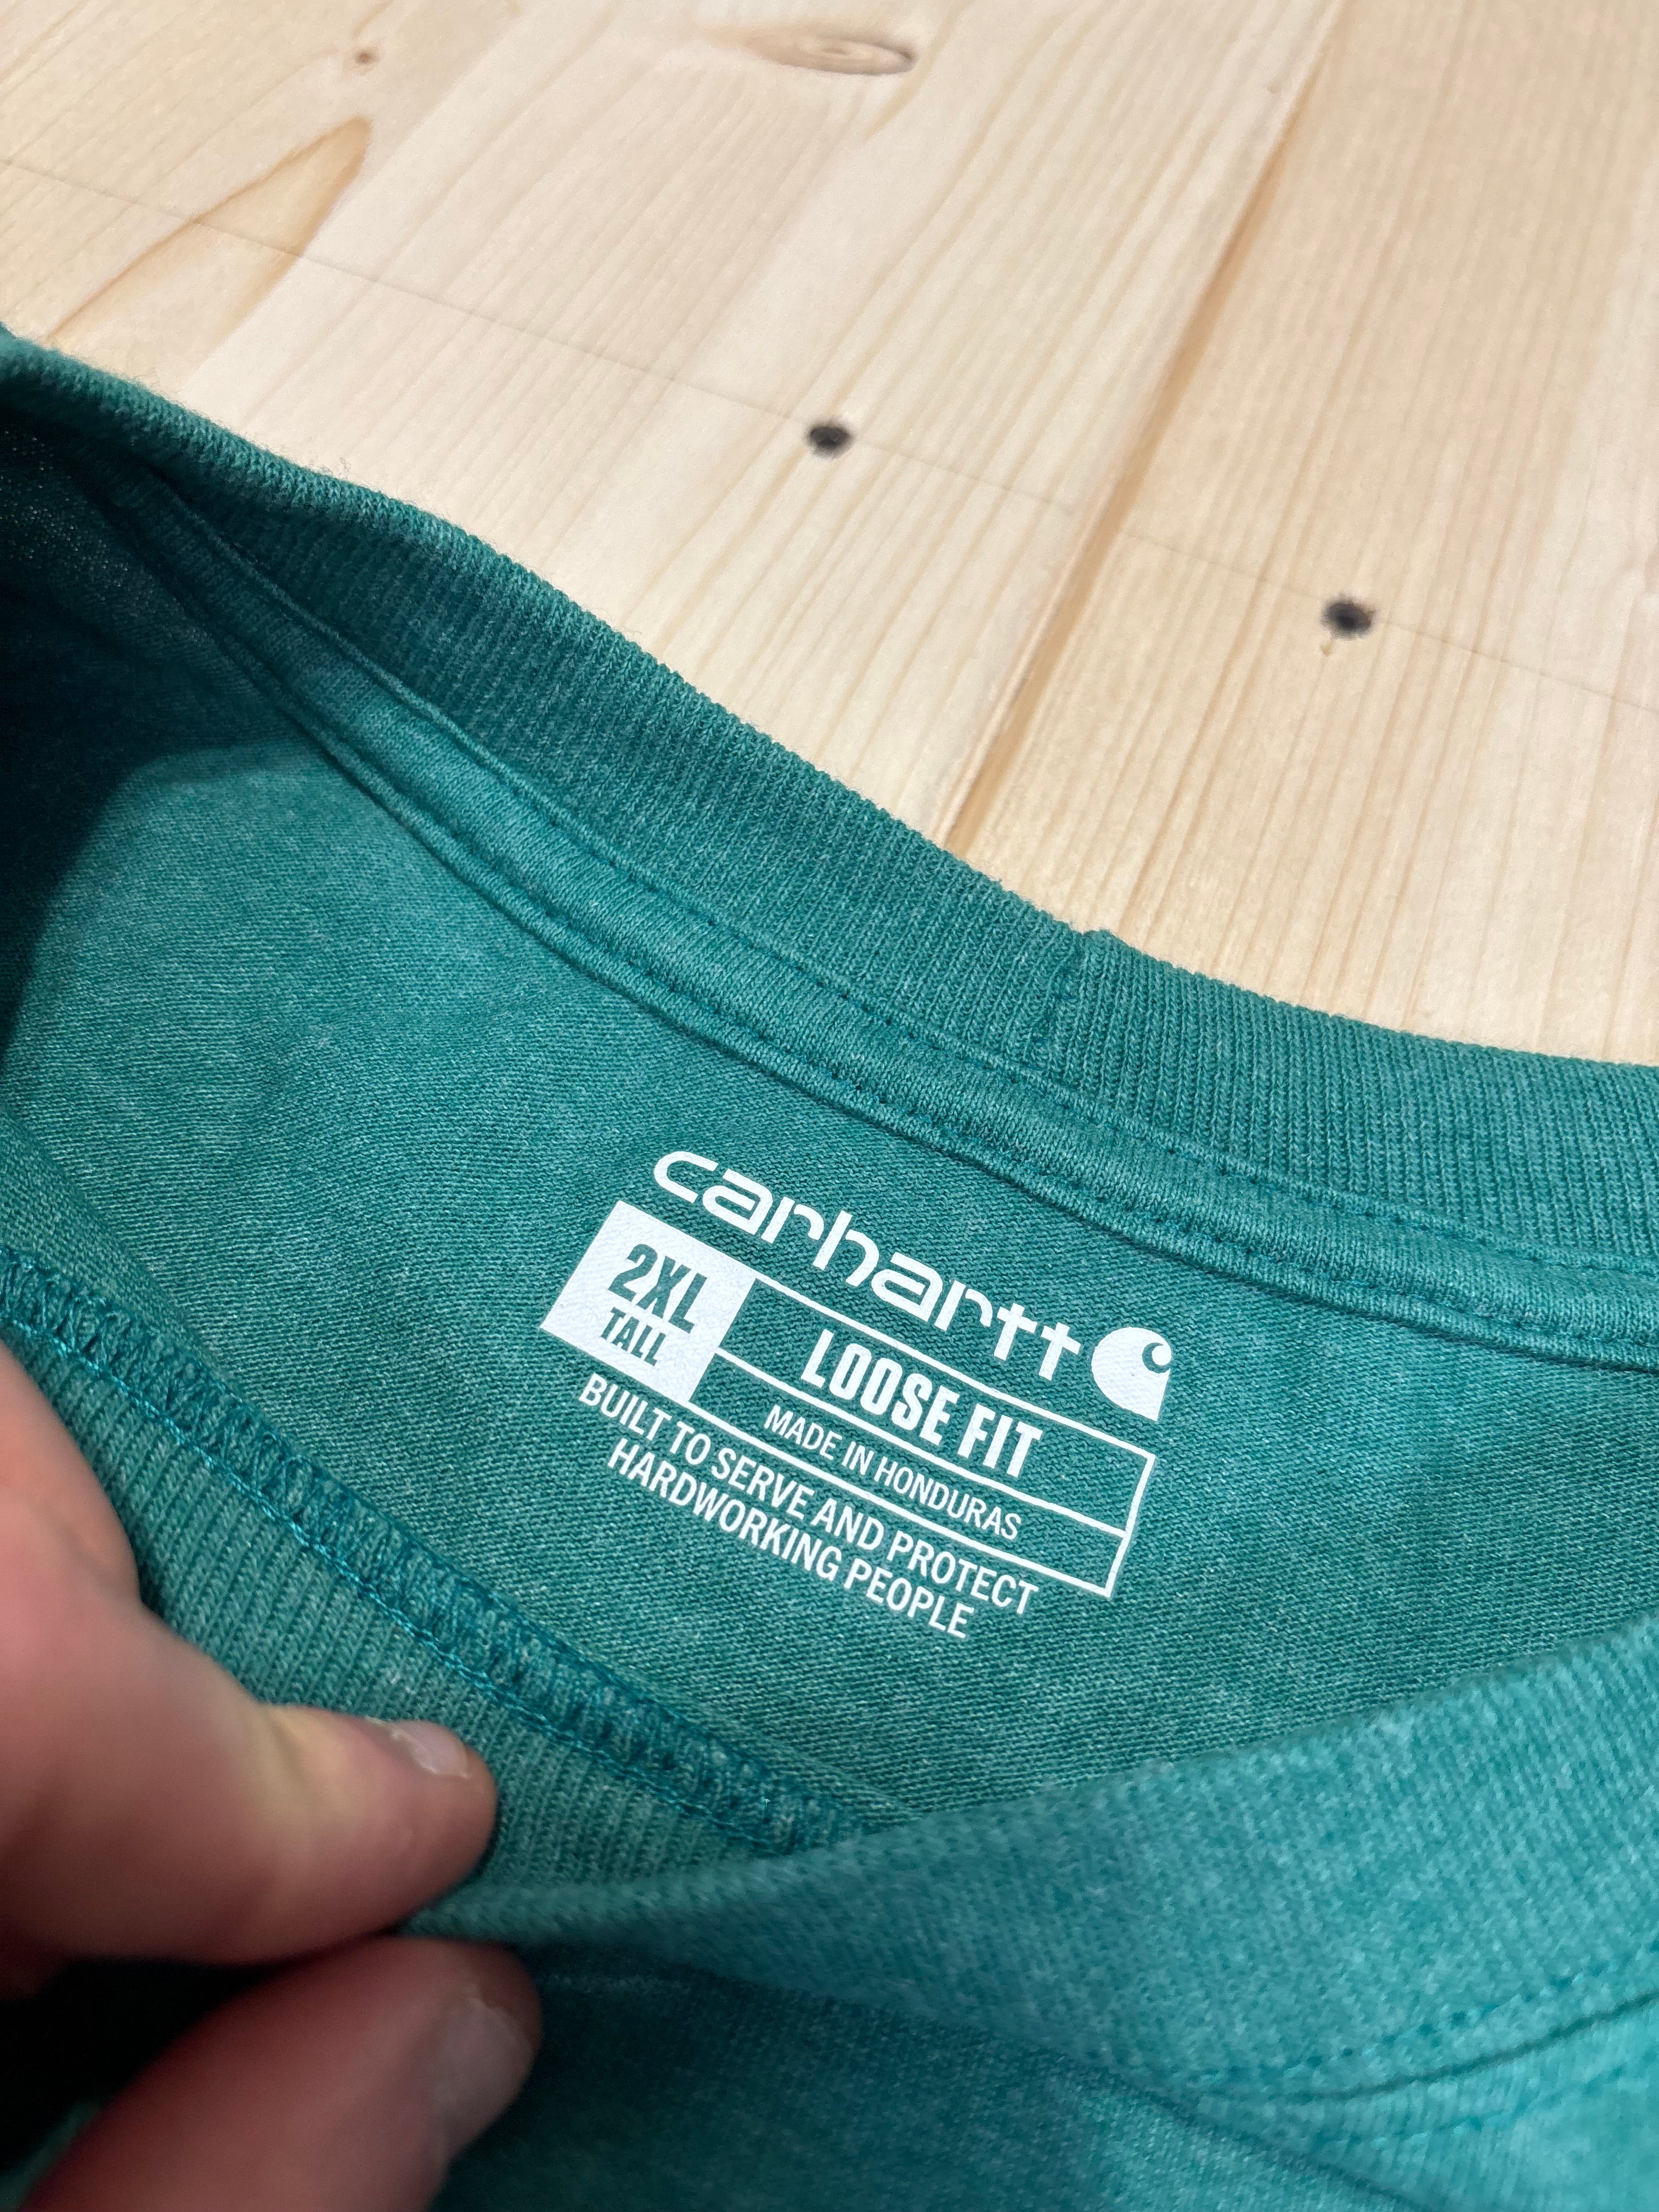 carhartt
2XL
TALL
LOOSE FIT
MADE IN HONDURAS
BUILT TO SERVE AND PROTECT
HARDWORKING PEOPLE